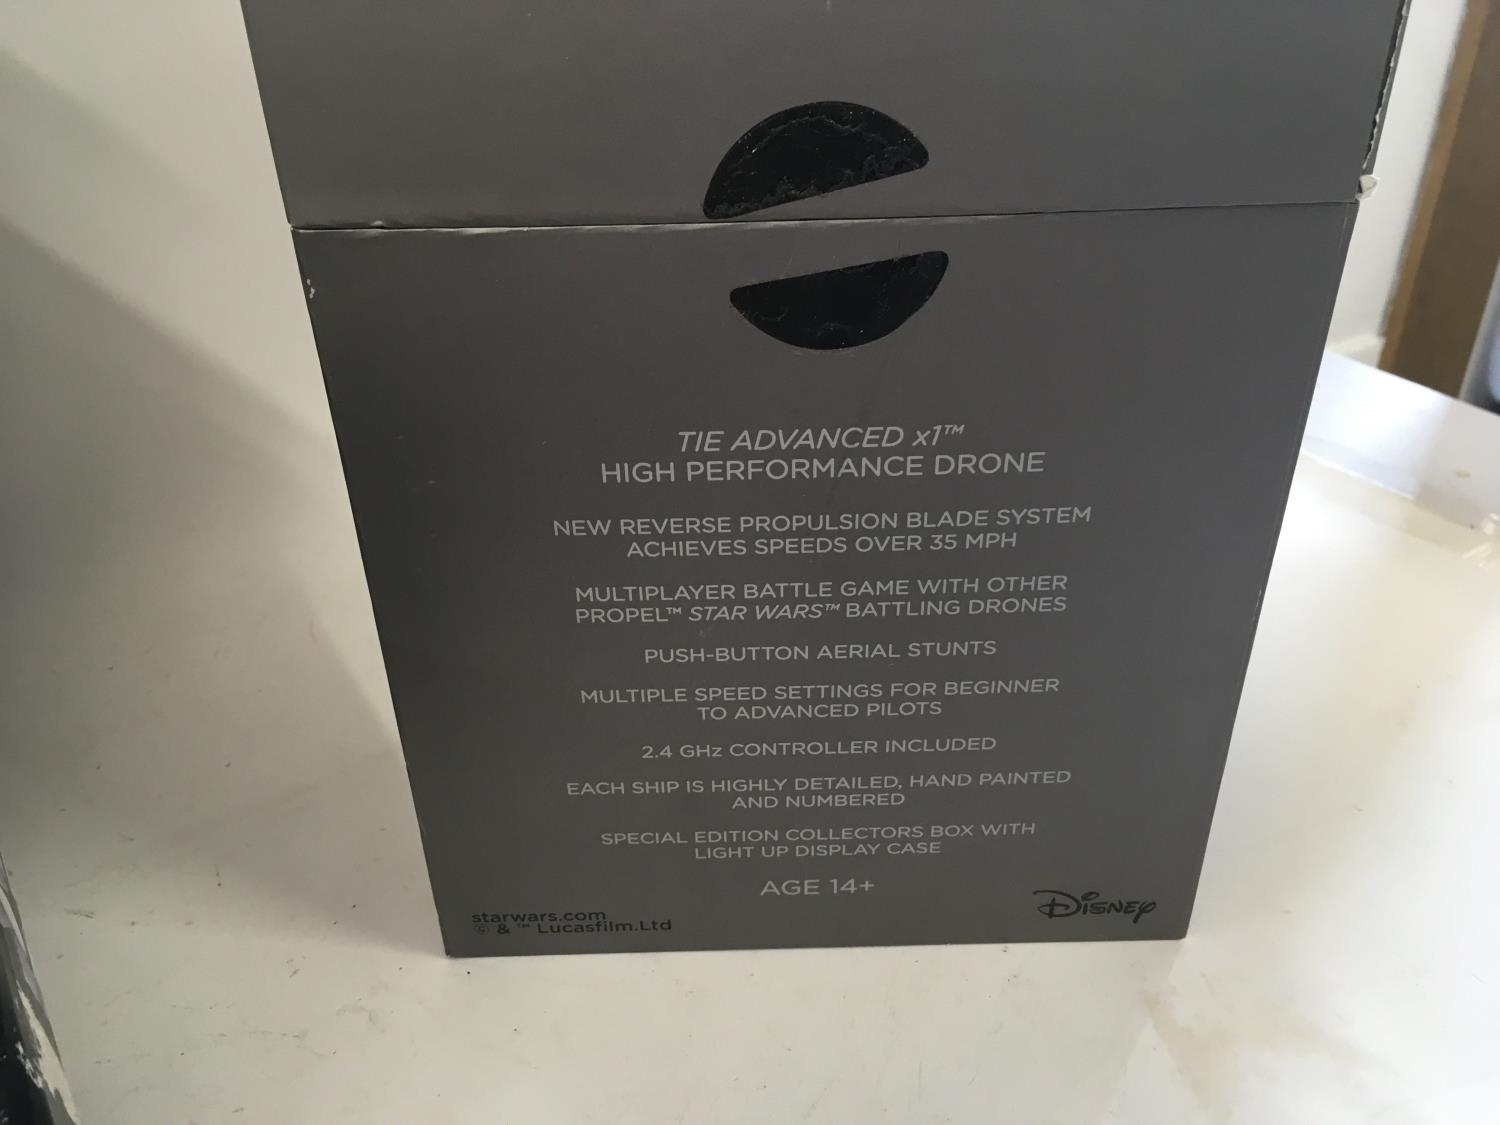 TIE ADVANCED x1™
HIGH PERFORMANCE DRONE
NEW REVERSE PROPULSION BLADE SYSTEM
ACHIEVES SPEEDS OVER 35 MPH
MULTIPLAYER BATTLE GAME WITH OTHER
PROPEL™ STAR WARS™ BATTLING DRONES
PUSH-BUTTON AERIAL STUNTS
MULTIPLE SPEED SETTINGS FOR BEGINNER
TO ADVANCED PILOTS
2.4 GHz CONTROLLER INCLUDED
EACH SHIP IS HIGHLY DETAILED, HAND PAINTED
AND NUMBERED
SPECIAL EDITION COLLECTORS BOX WITH
LIGHT UP DISPLAY CASE
AGE 14+
starwars.com
© & ™ Lucasfilm.Ltd
Disney